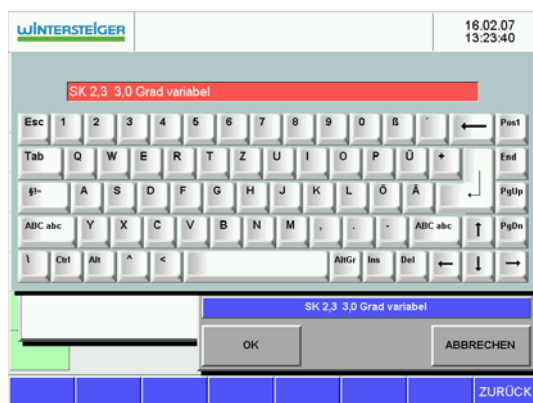 WINTERSTEIGER
16.02.07
13:23:40
SK 2,3 3,0 Grad variabel
Esc 1 2 3 4 5 6 7 8 9 0 ß ´ ← Pos1
Tab Q W E R T Z U I O P Ü + End
§!= A S D F G H J K L Ö Ä ↵ PgUp
ABC abc Y X C V B N M , . - ABC abc ↑ PgDn
\ Ctrl Alt ^ < AltGr Ins Del ← ↓ →
SK 2,3 3,0 Grad variabel
OK
ABBRECHEN
ZURÜCK